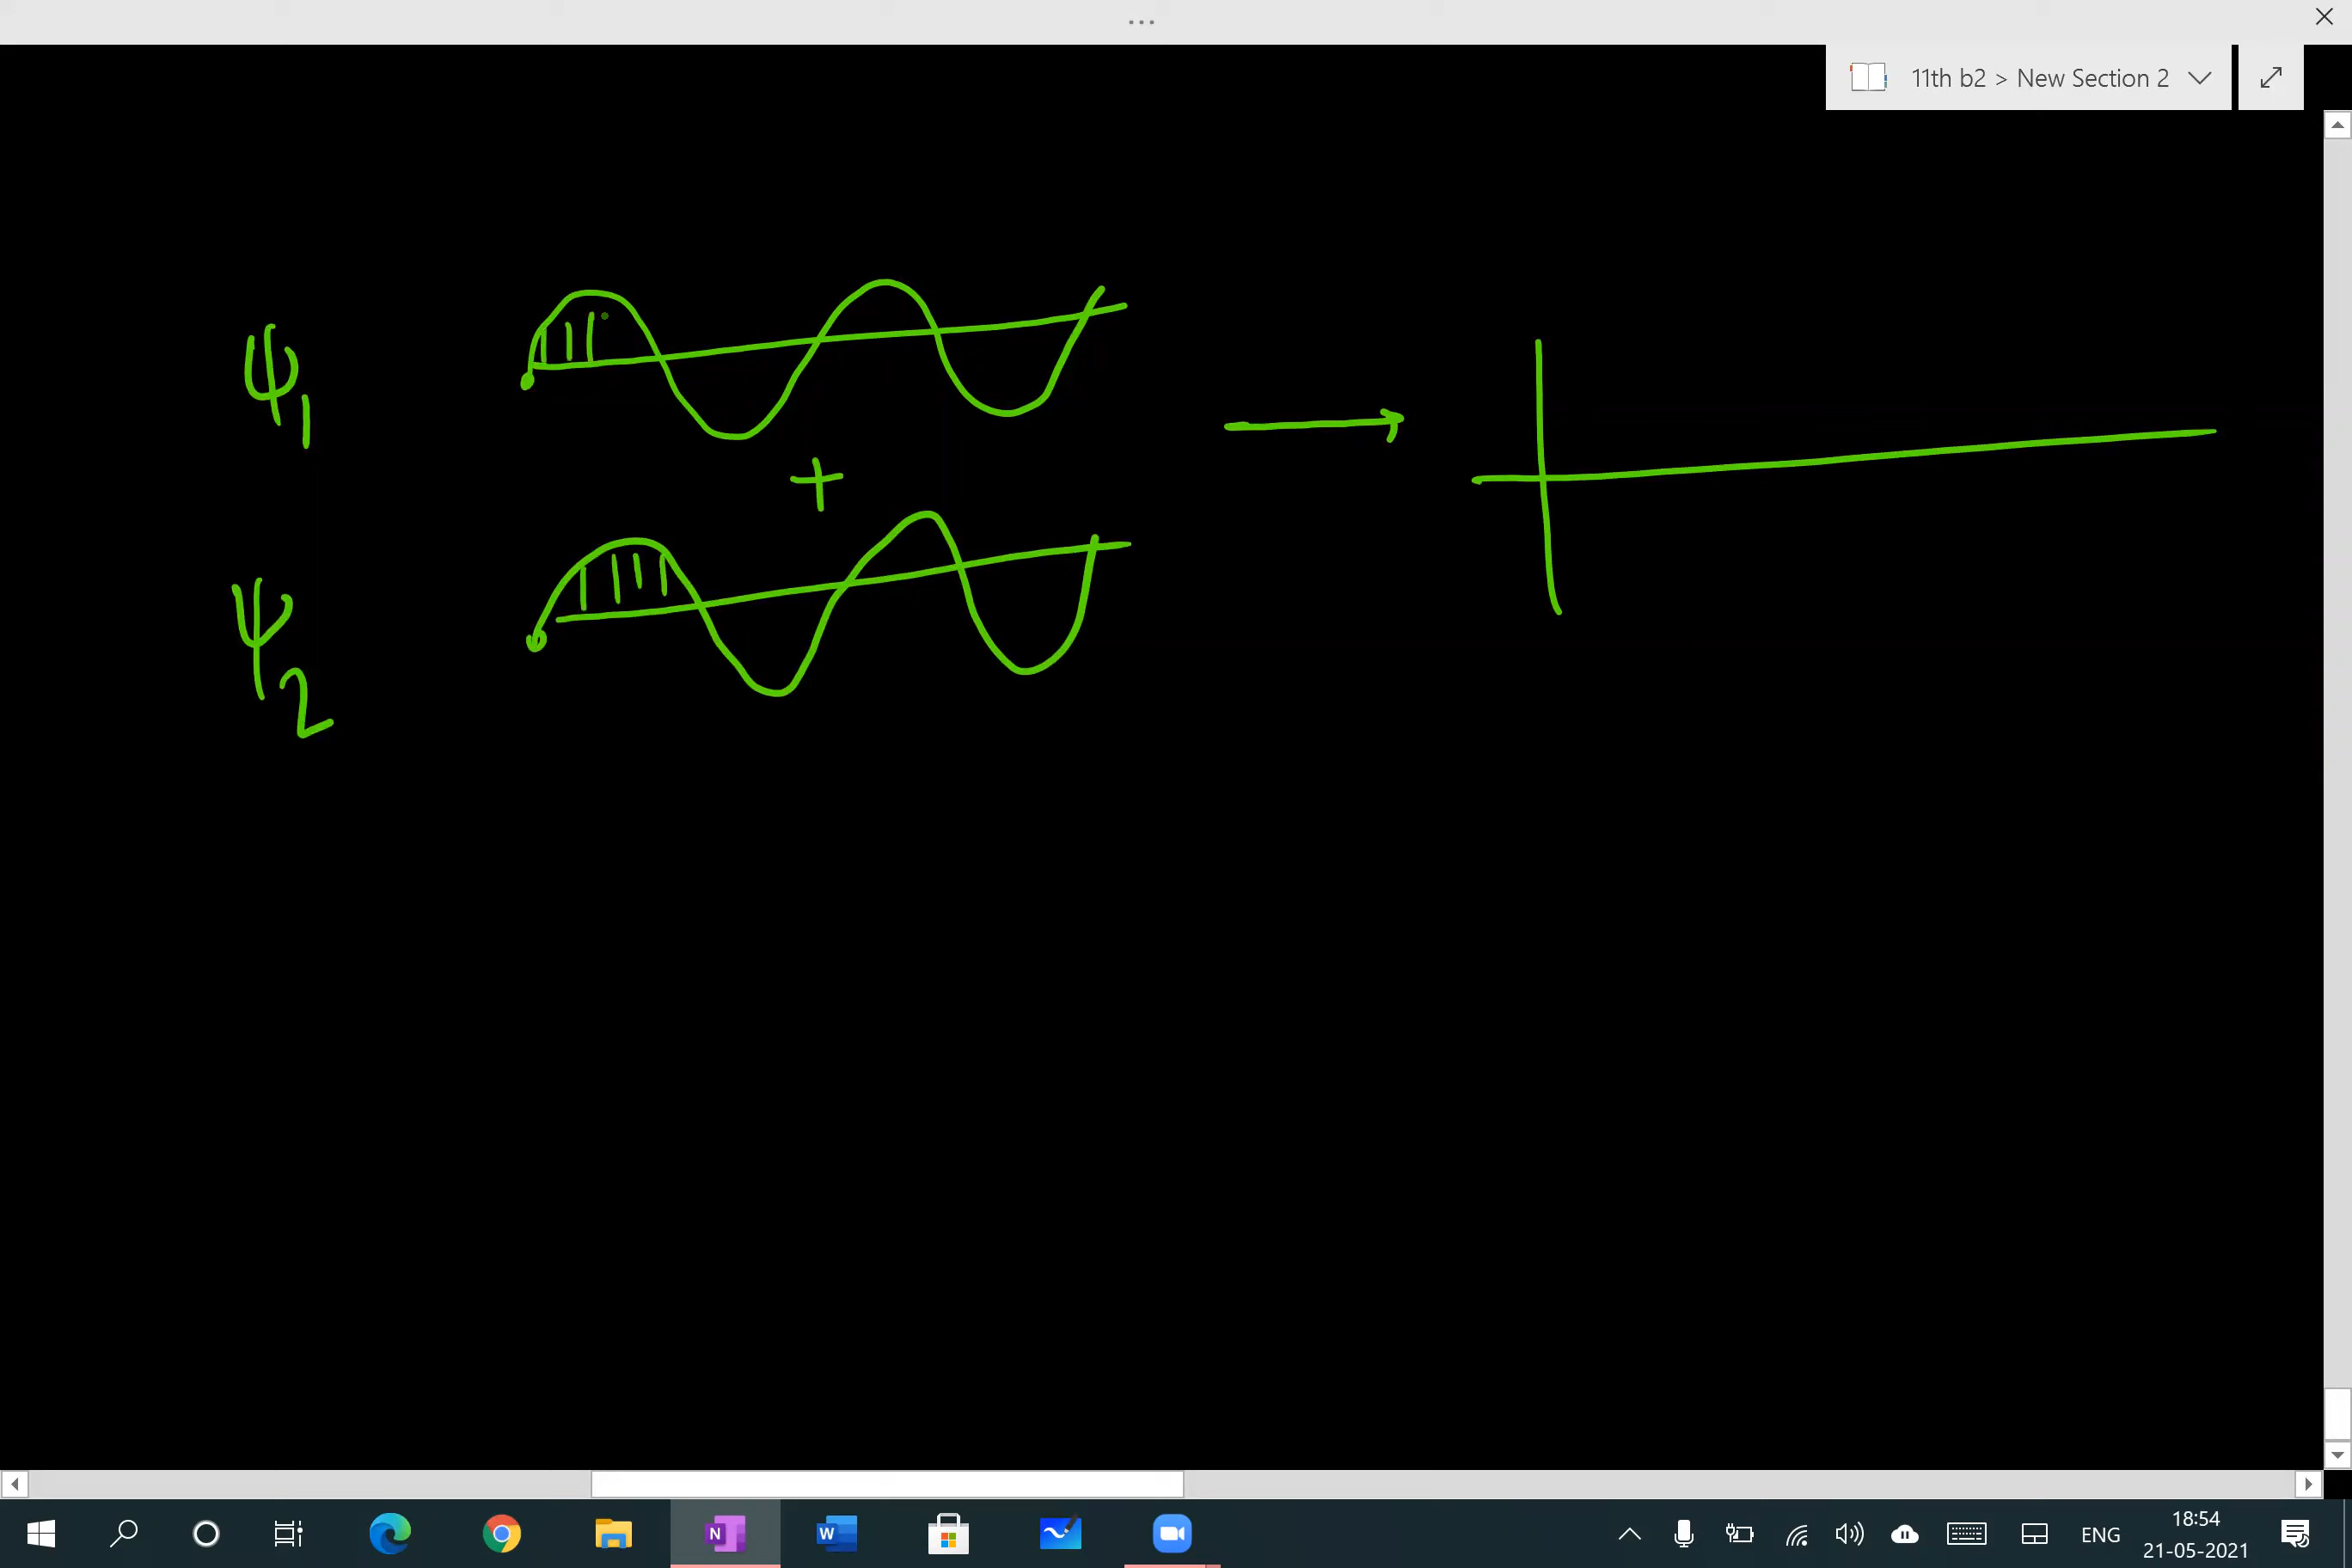 11th b2 > New Section 2
ψ1
+
ψ2
ENG
18:54
21-05-2021